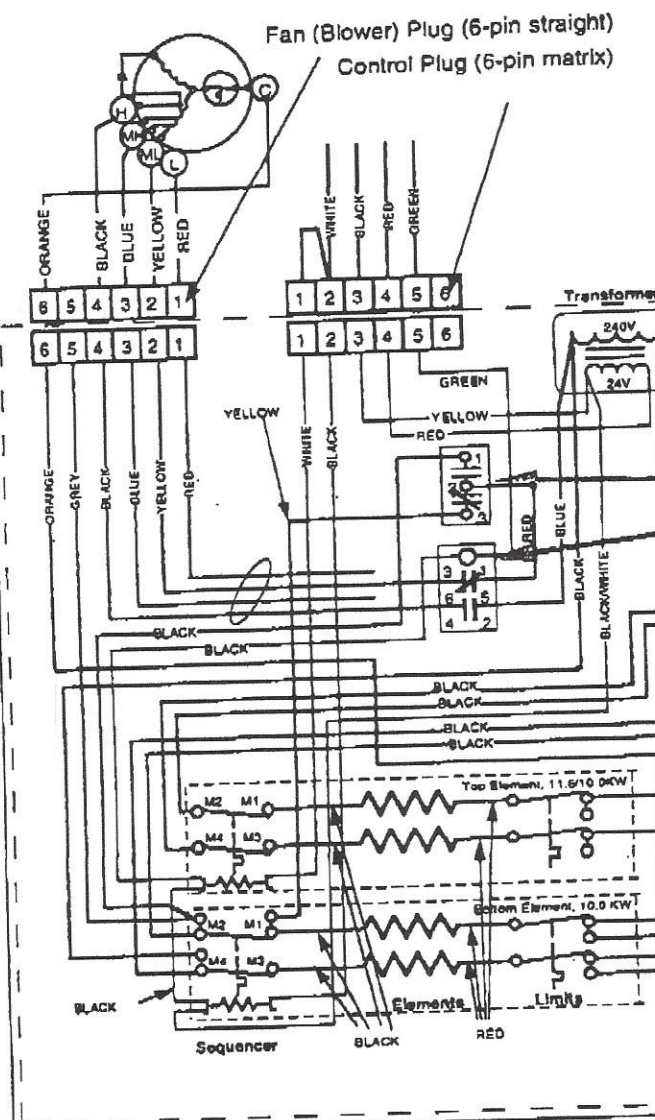 Fan (Blower) Plug (6-pin straight)
Control Plug (6-pin matrix)
C
H
MH
ML
L
ORANGE
BLACK
BLUE
YELLOW
RED
WHITE
BLACK
RED
GREEN
6 5 4 3 2 1
1 2 3 4 5 6
6 5 4 3 2 1
1 2 3 4 5 6
Transformer
240V
24V
GREEN
YELLOW
YELLOW
RED
WHITE
BLACK
ORANGE
GREY
BLACK
BLUE
YELLOW
RED
1
2
3
RED
BLUE
BLACK
BLACK/WHITE
3 1
6 5
4 2
BLACK
BLACK
BLACK
BLACK
BLACK
BLACK
Top Element, 11.6/10.0KW
M2 M1
M4 M3
Bottom Element, 10.0 KW
M2 M1
M4 M3
BLACK
Elements
Limits
Sequencer
BLACK
RED